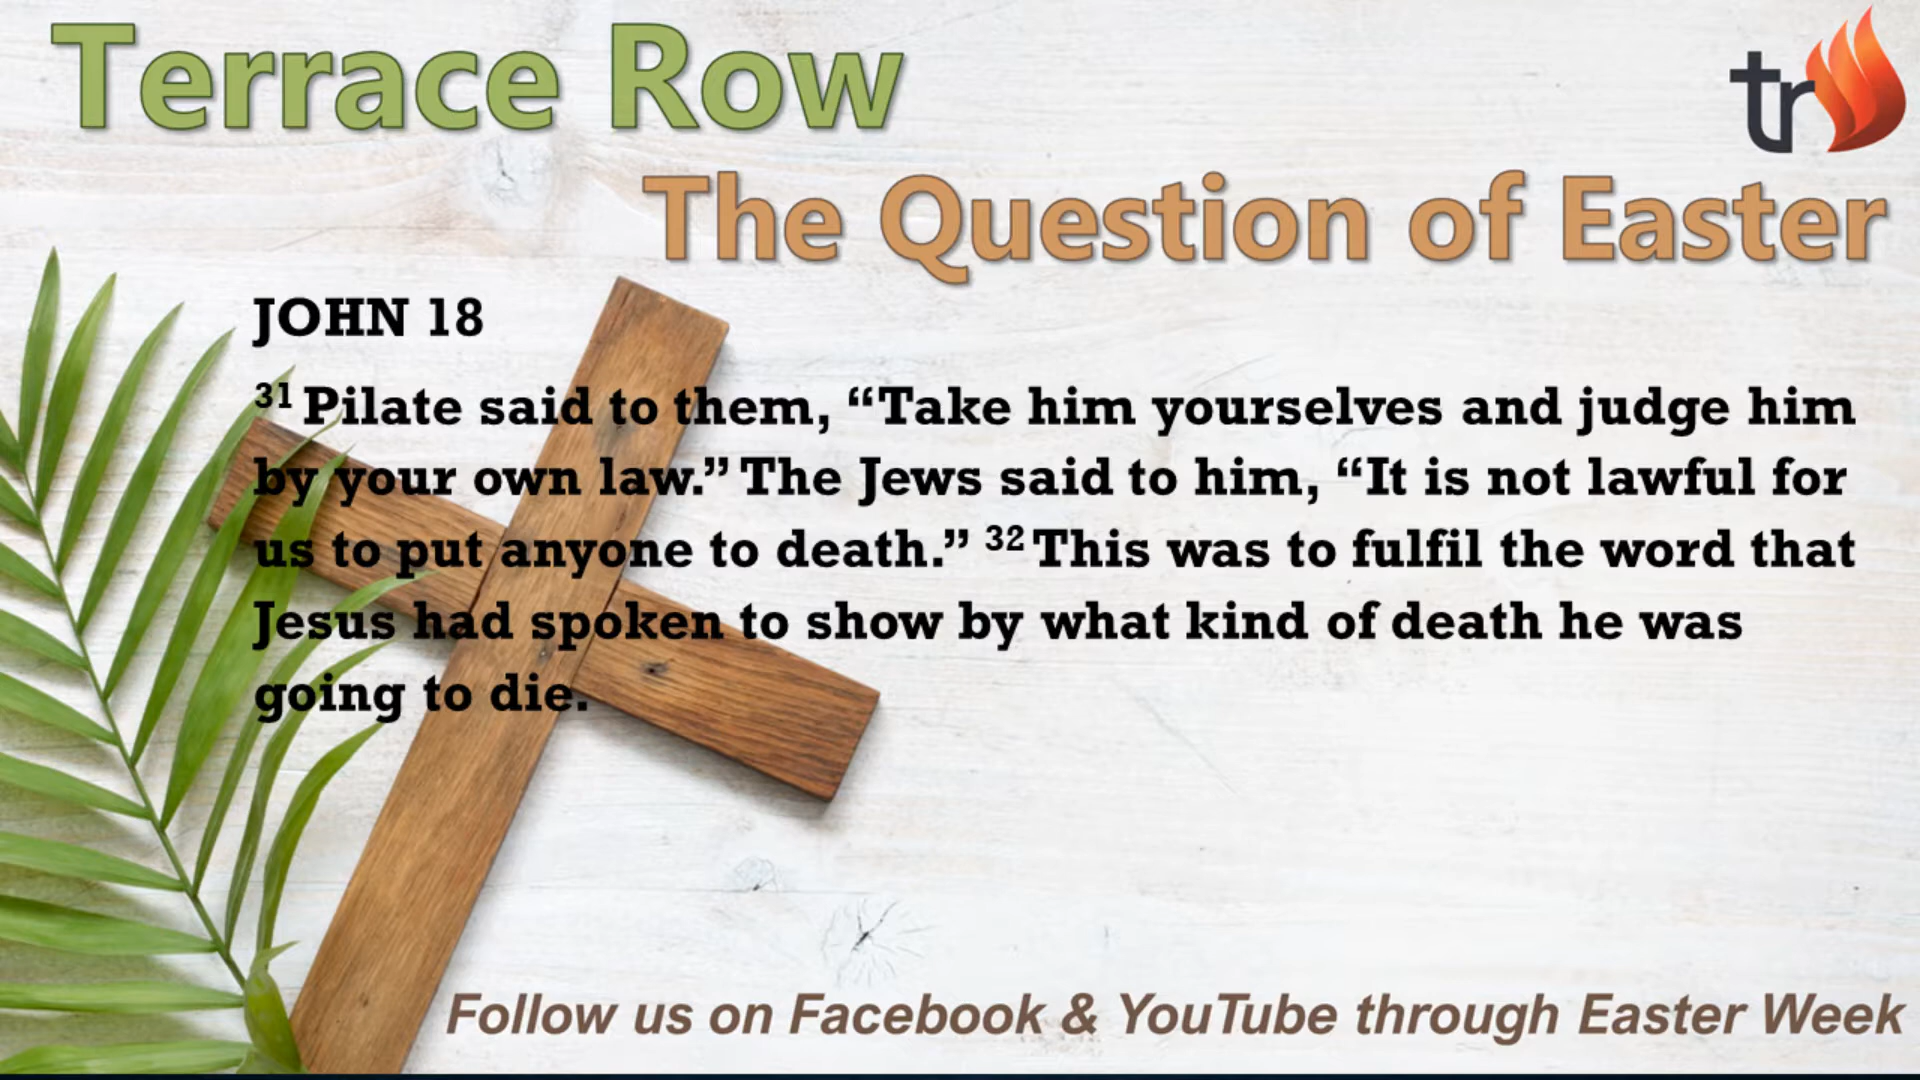 Terrace Row
tr
The Question of Easter
JOHN 18
31 Pilate said to them, “Take him yourselves and judge him
by your own law.” The Jews said to him, “It is not lawful for
us to put anyone to death.” 32 This was to fulfil the word that
Jesus had spoken to show by what kind of death he was
going to die.
Follow us on Facebook & YouTube through Easter Week